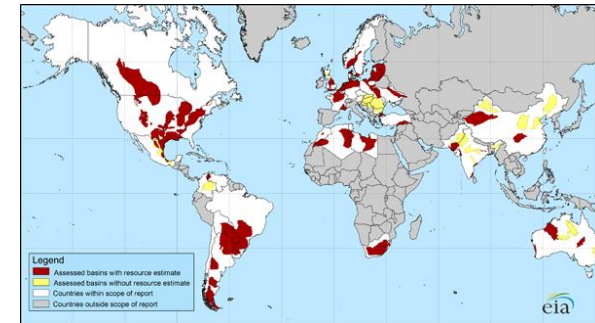 Legend
Assessed basins with resource estimate
Assessed basins without resource estimate
Countries within scope of report
Countries outside scope of report
eia